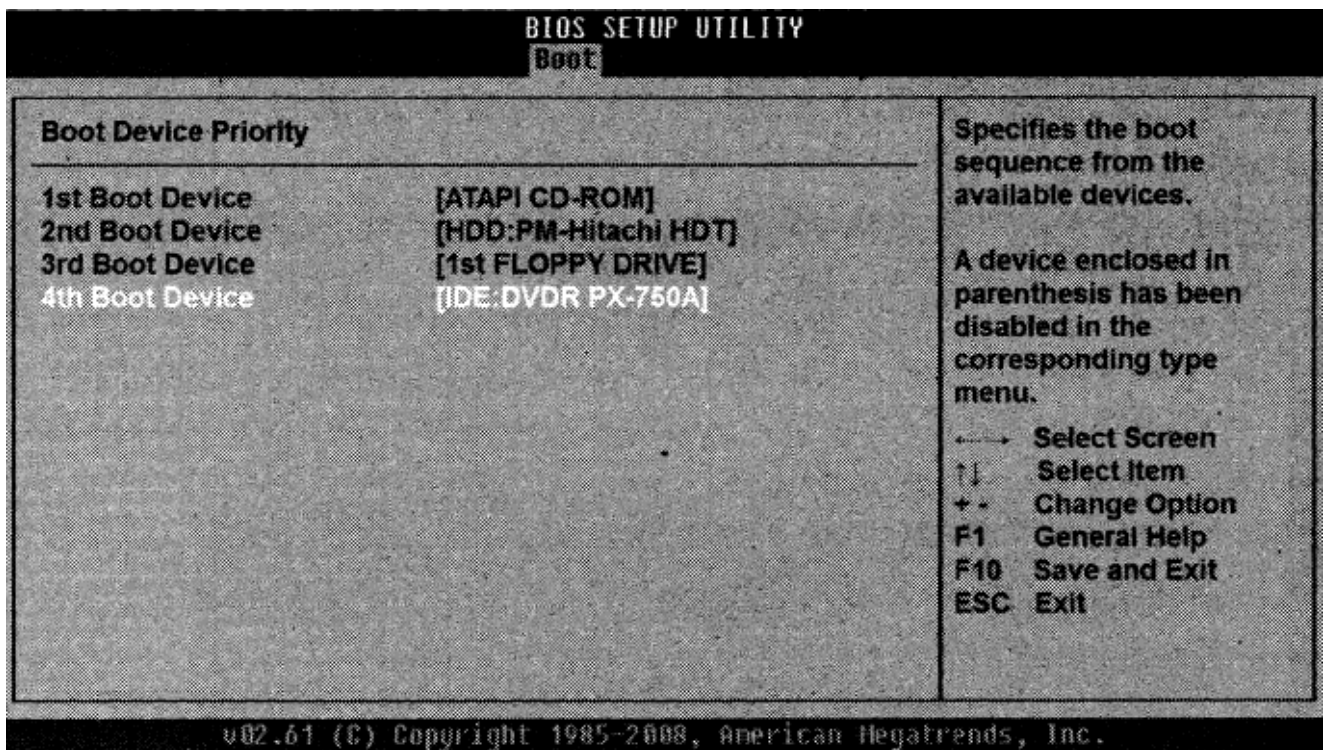 BIOS SETUP UTILITY
Boot
Boot Device Priority
1st Boot Device [ATAPI CD-ROM]
2nd Boot Device [HDD:PM-Hitachi HDT]
3rd Boot Device [1st FLOPPY DRIVE]
4th Boot Device [IDE:DVDR PX-750A]
Specifies the boot
sequence from the
available devices.
A device enclosed in
parenthesis has been
disabled in the
corresponding type
menu.
←→ Select Screen
↑↓ Select Item
+ - Change Option
F1 General Help
F10 Save and Exit
ESC Exit
v02.61 (C) Copyright 1985-2008, American Megatrends, Inc.